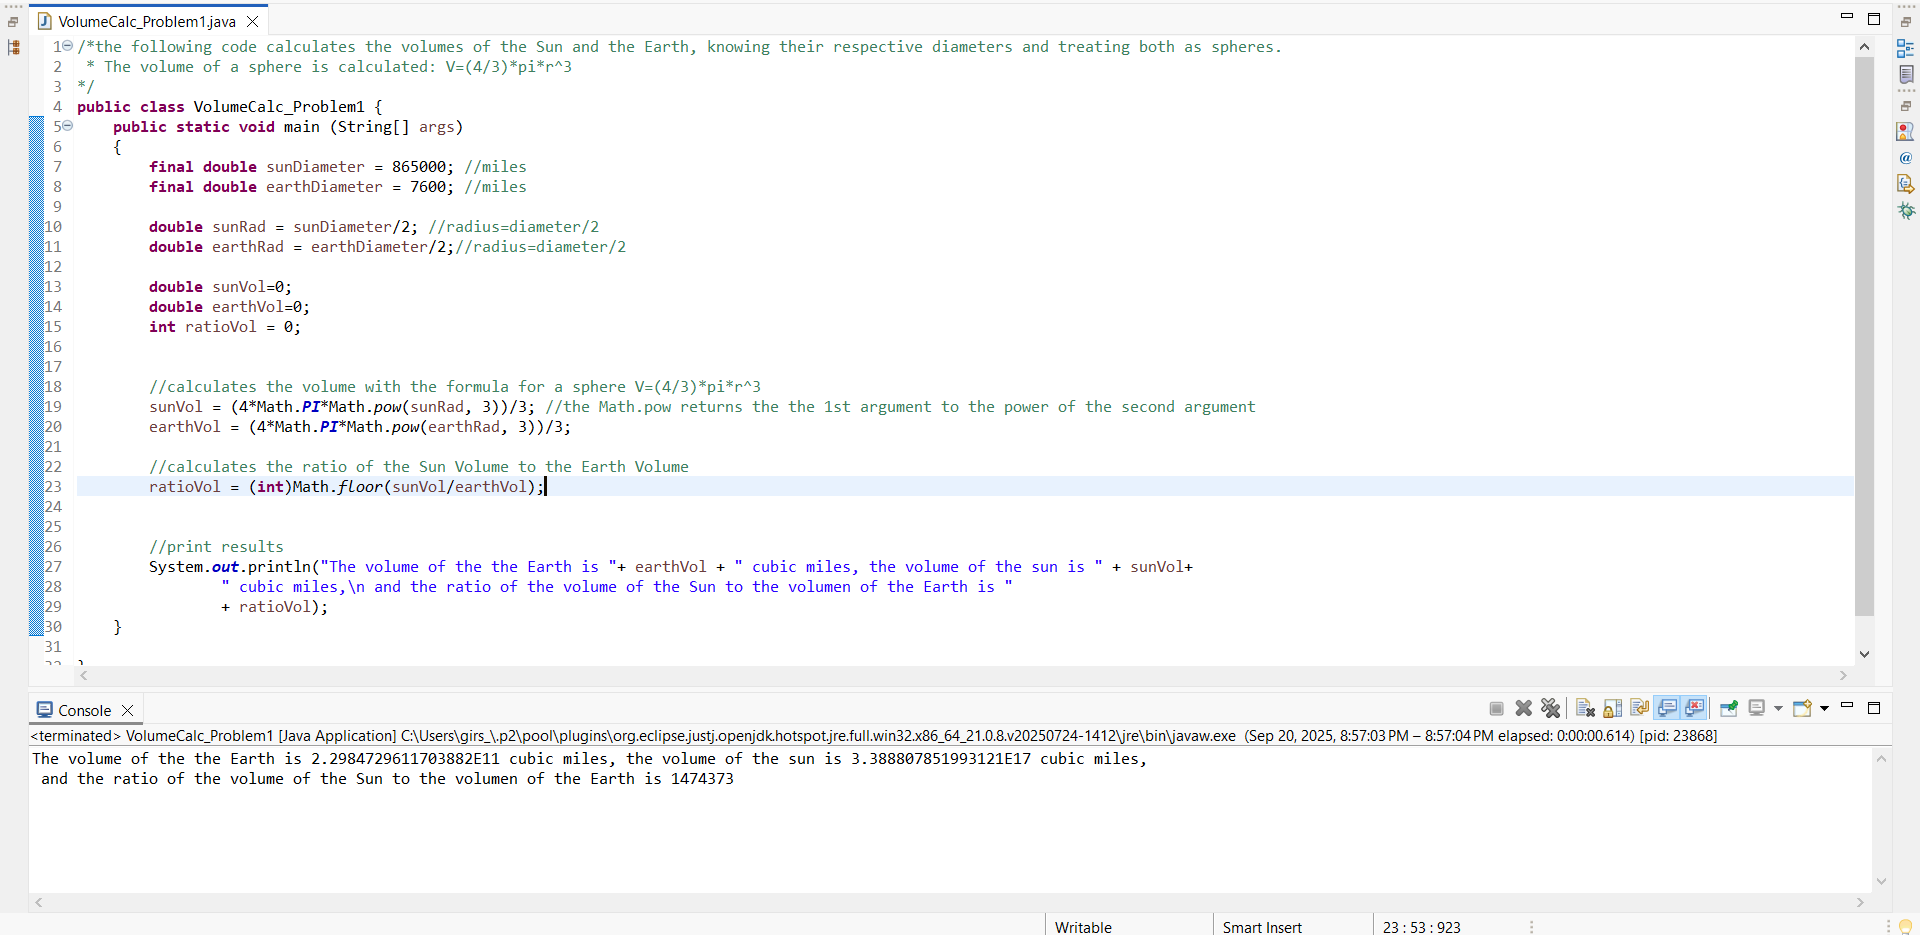 VolumeCalc_Problem1.java
1 /*the following code calculates the volumes of the Sun and the Earth, knowing their respective diameters and treating both as spheres.
2  * The volume of a sphere is calculated: V=(4/3)*pi*r^3
3 */
4 public class VolumeCalc_Problem1 {
5     public static void main (String[] args)
6     {
7         final double sunDiameter = 865000; //miles
8         final double earthDiameter = 7600; //miles
9
10         double sunRad = sunDiameter/2; //radius=diameter/2
11         double earthRad = earthDiameter/2;//radius=diameter/2
12
13         double sunVol=0;
14         double earthVol=0;
15         int ratioVol = 0;
16
17
18         //calculates the volume with the formula for a sphere V=(4/3)*pi*r^3
19         sunVol = (4*Math.PI*Math.pow(sunRad, 3))/3; //the Math.pow returns the the 1st argument to the power of the second argument
20         earthVol = (4*Math.PI*Math.pow(earthRad, 3))/3;
21
22         //calculates the ratio of the Sun Volume to the Earth Volume
23         ratioVol = (int)Math.floor(sunVol/earthVol);
24
25
26         //print results
27         System.out.println("The volume of the the Earth is "+ earthVol + " cubic miles, the volume of the sun is " + sunVol+
28                 " cubic miles,\n and the ratio of the volume of the Sun to the volumen of the Earth is "
29                 + ratioVol);
30     }
31
Console
<terminated> VolumeCalc_Problem1 [Java Application] C:\Users\girs_\.p2\pool\plugins\org.eclipse.justj.openjdk.hotspot.jre.full.win32.x86_64_21.0.8.v20250724-1412\jre\bin\javaw.exe (Sep 20, 2025, 8:57:03 PM – 8:57:04 PM elapsed: 0:00:00.614) [pid: 23868]
The volume of the the Earth is 2.2984729611703882E11 cubic miles, the volume of the sun is 3.388807851993121E17 cubic miles,
 and the ratio of the volume of the Sun to the volumen of the Earth is 1474373
Writable Smart Insert 23 : 53 : 923